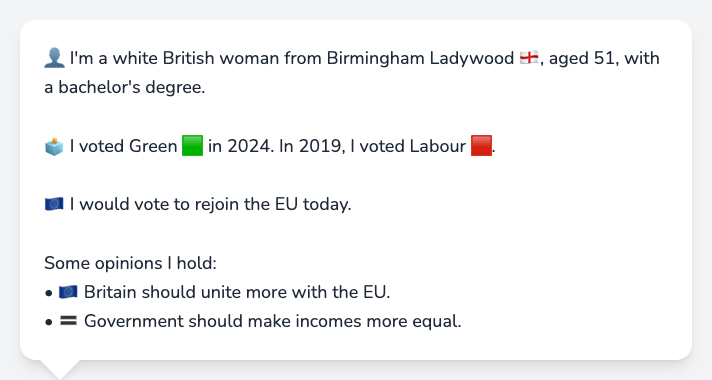 👤 I'm a white British woman from Birmingham Ladywood 🏴󠁧󠁢󠁥󠁮󠁧󠁿, aged 51, with
a bachelor's degree.
🗳️ I voted Green 🟩 in 2024. In 2019, I voted Labour 🟥.
🇪🇺 I would vote to rejoin the EU today.
Some opinions I hold:
• 🇪🇺 Britain should unite more with the EU.
• 🟰 Government should make incomes more equal.